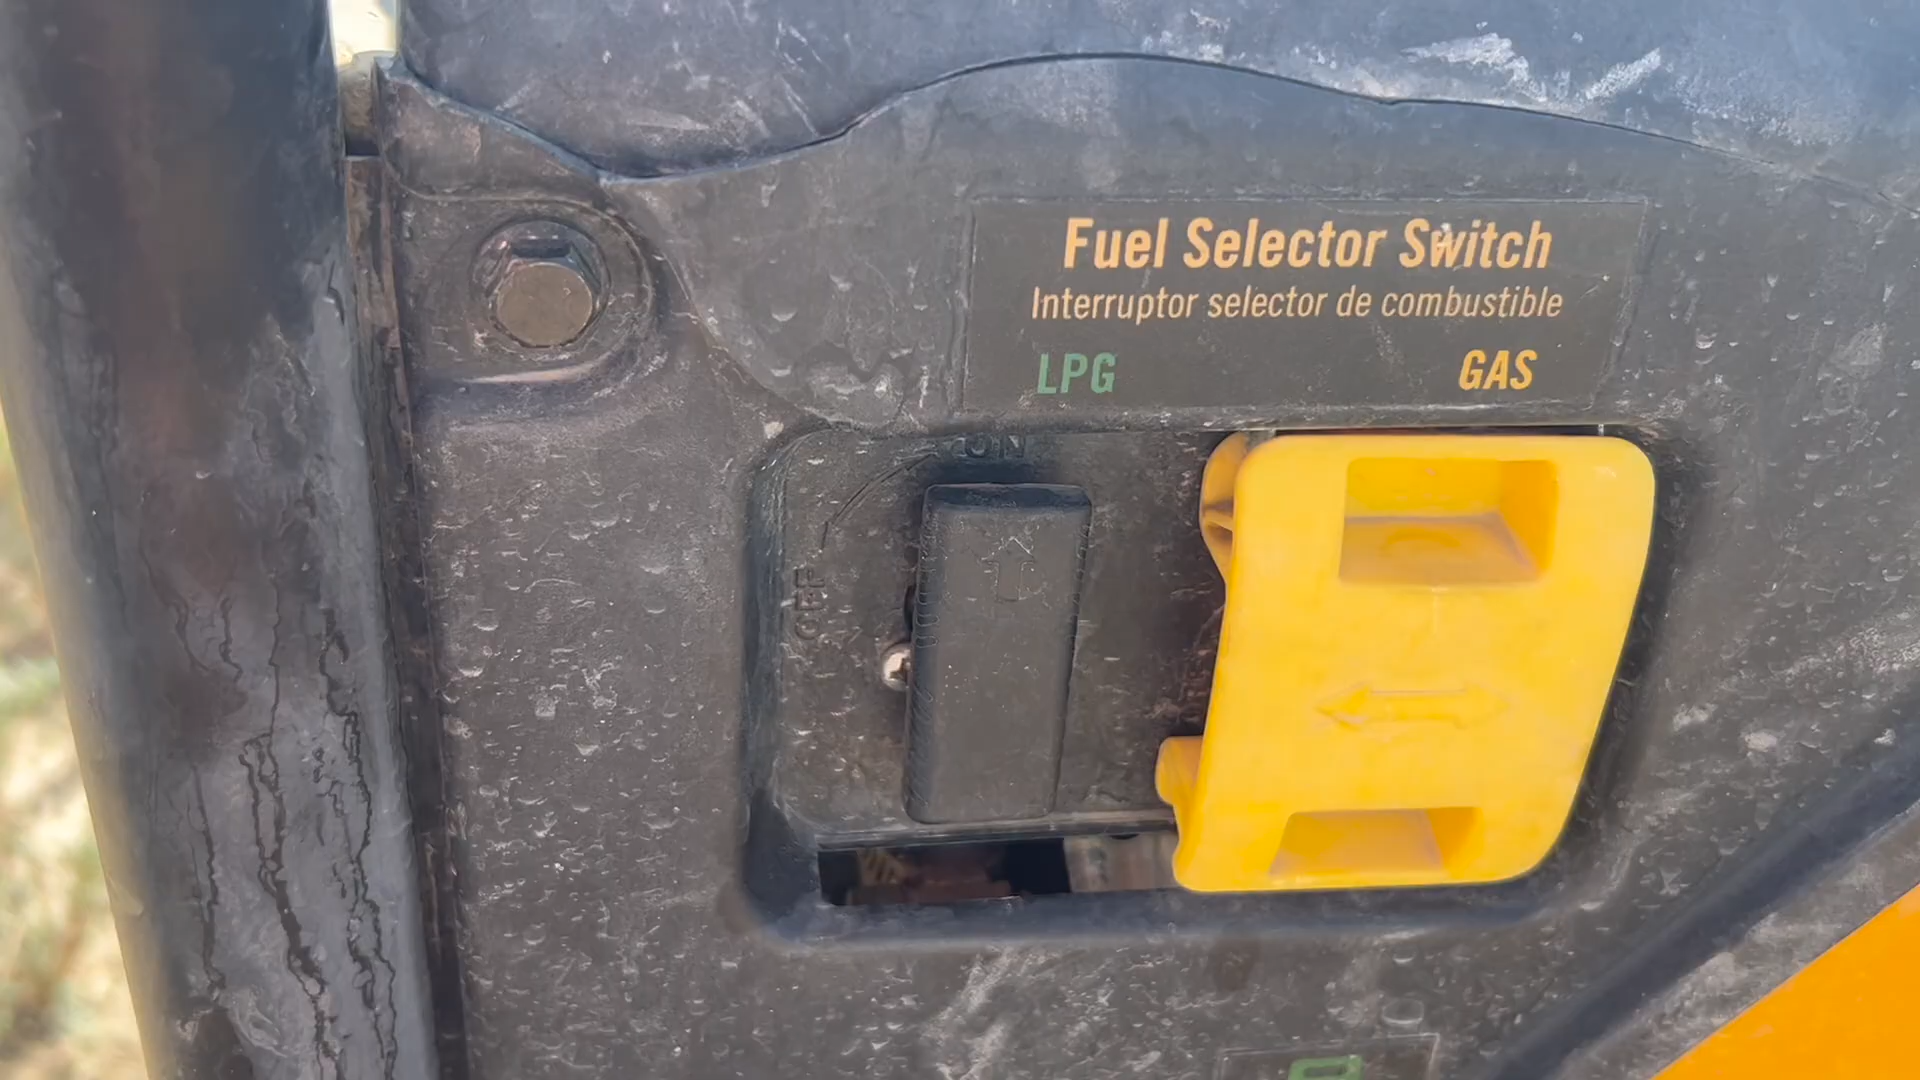 Fuel Selector Switch
Interruptor selector de combustible
LPG GAS
ON
OFF